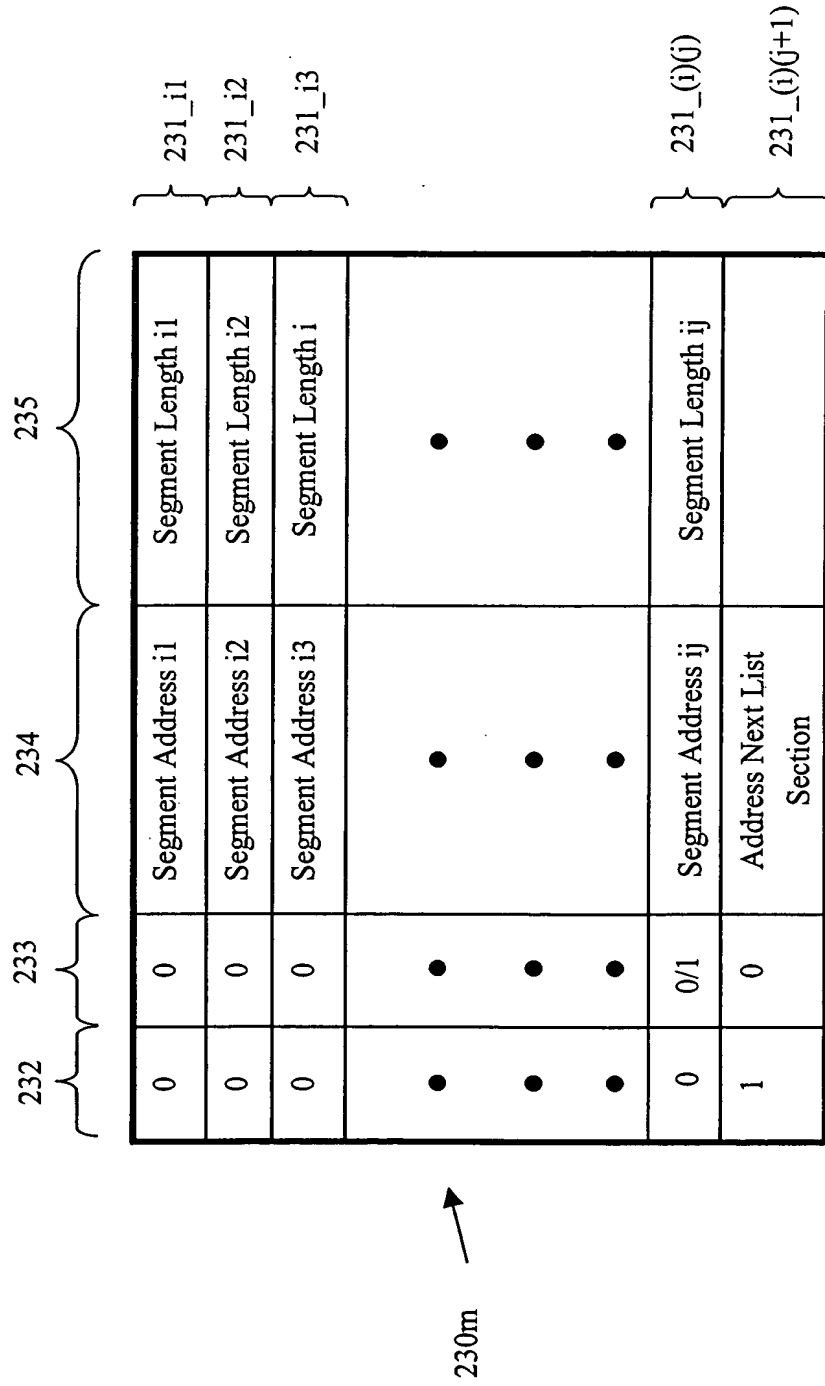 232 233 234 235
0 0 Segment Address i1 Segment Length i1 231_i1
0 0 Segment Address i2 Segment Length i2 231_i2
0 0 Segment Address i3 Segment Length i 231_i3
0 0/1 Segment Address ij Segment Length ij 231_(i)(j)
1 0 Address Next List 231_(i)(j+1)
Section
230m